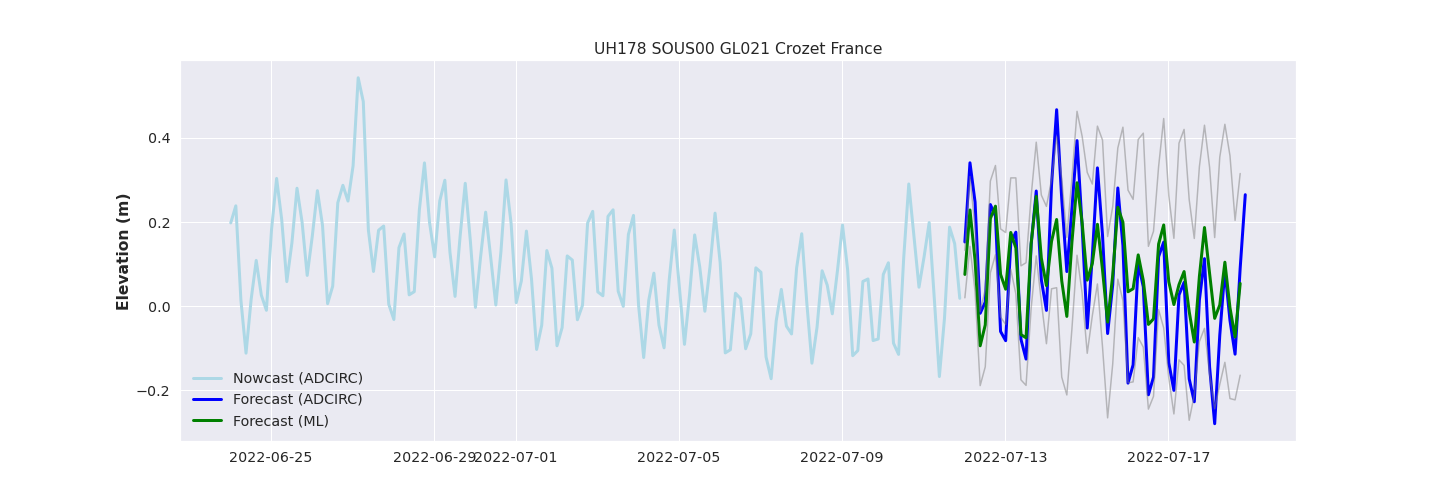 UH178 SOUS00 GL021 Crozet France
Elevation (m)
0.4
0.2
0.0
−0.2
Nowcast (ADCIRC)
Forecast (ADCIRC)
Forecast (ML)
2022-06-25 2022-06-29 2022-07-01 2022-07-05 2022-07-09 2022-07-13 2022-07-17